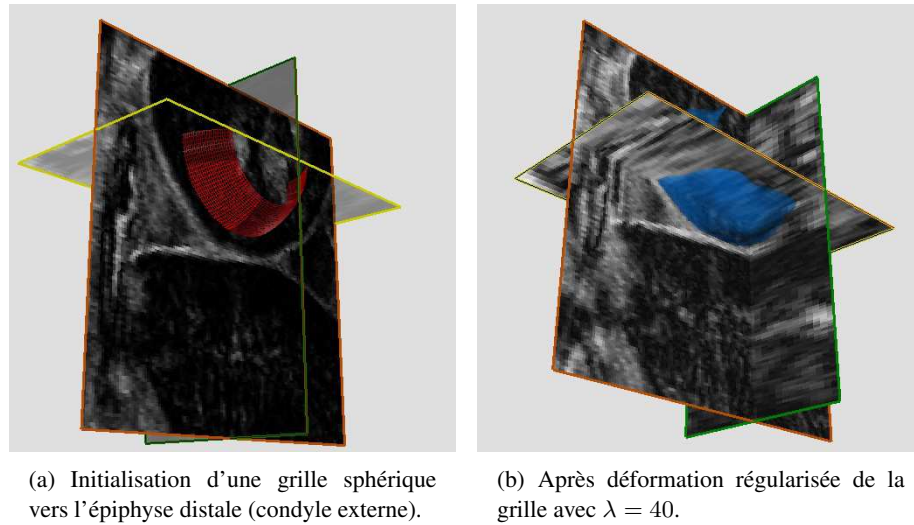 (a) Initialisation d'une grille sphérique
vers l'épiphyse distale (condyle externe).
(b) Après déformation régularisée de la
grille avec λ = 40.